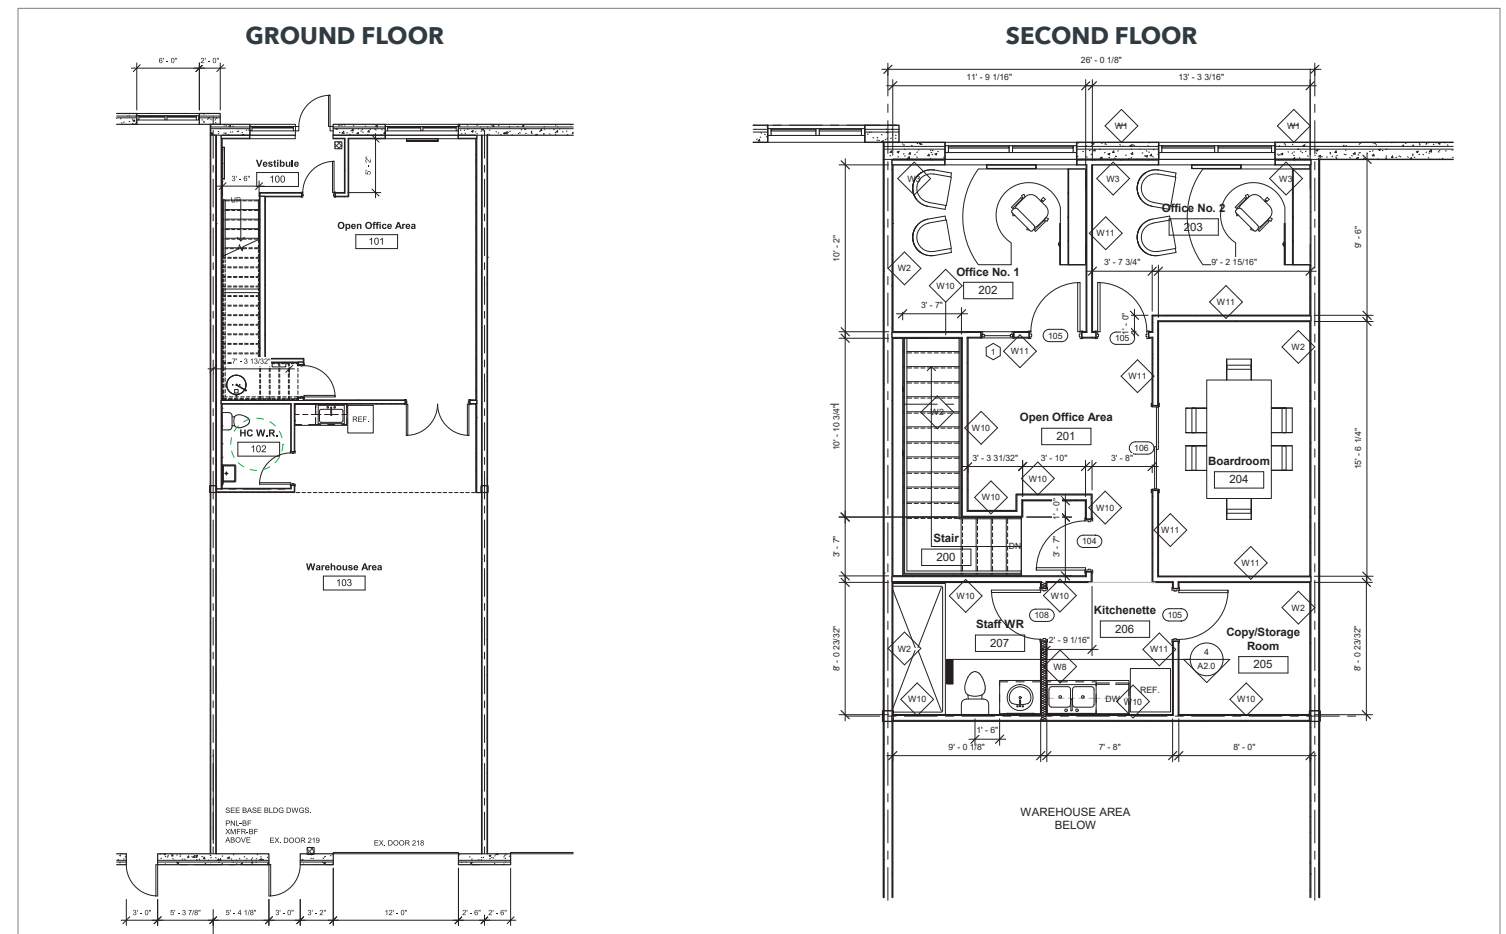 GROUND FLOOR
6' - 0"
2' - 0"
Vestibule
100
3' - 6"
5' - 2"
UP
Open Office Area
101
7' - 3 13/32"
REF.
HC W.R.
102
Warehouse Area
103
SEE BASE BLDG DWGS.
PNL-BF
XMFR-BF
ABOVE
EX. DOOR 219
EX. DOOR 218
3' - 0"
5' - 3 7/8"
5' - 4 1/8"
3' - 0"
3' - 2"
12' - 0"
2' - 6"
2' - 6"
SECOND FLOOR
26' - 0 1/8"
11' - 9 1/16"
13' - 3 3/16"
W1
W1
W3
W3
W3
Office No. 2
203
W11
10' - 2"
9' - 6"
W2
3' - 7 3/4"
9' - 2 15/16"
Office No. 1
202
W10
3' - 7"
W11
1' - 0"
105
105
1
W11
W2
W11
W2
10' - 10 3/4"
Open Office Area
201
W10
106
15' - 6 1/4"
3' - 3 31/32"
3' - 10"
3' - 8"
Boardroom
204
W10
W10
W10
1' - 0"
W11
Stair
200
DN
3' - 7"
3' - 7"
104
W11
W10
W10
W2
108
Kitchenette
206
105
Staff WR
207
Copy/Storage
Room
205
8' - 0 23/32"
8' - 0 23/32"
2' - 9 1/16"
W2
W8
W11
4
A2.0
REF.
DW
W10
W10
W10
1' - 6"
9' - 0 1/8"
7' - 8"
8' - 0"
WAREHOUSE AREA
BELOW